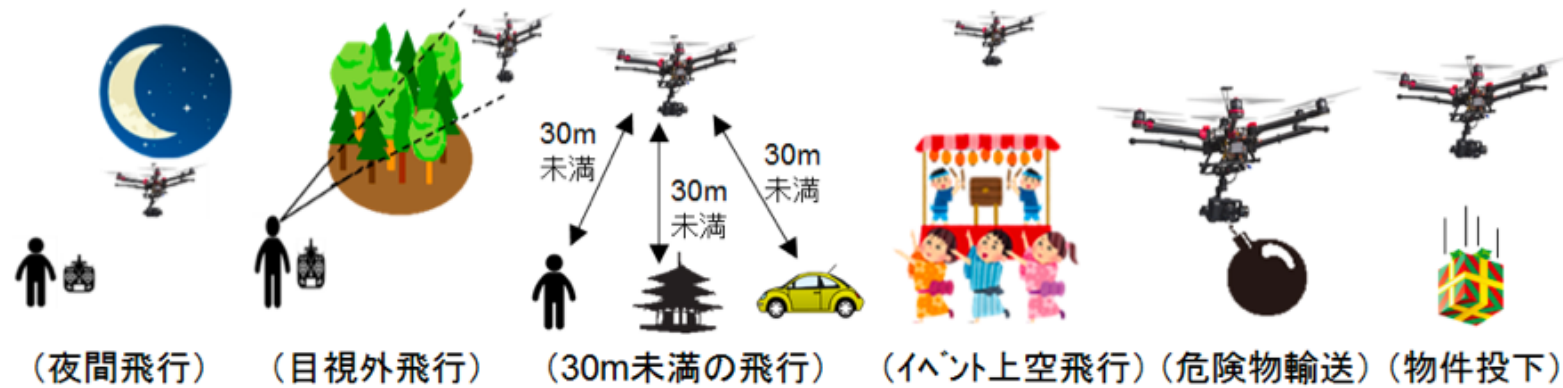 30m
未満
30m
未満
30m
未満
（夜間飛行）
（目視外飛行）
（30m未満の飛行）
（イベント上空飛行）
（危険物輸送）
（物件投下）